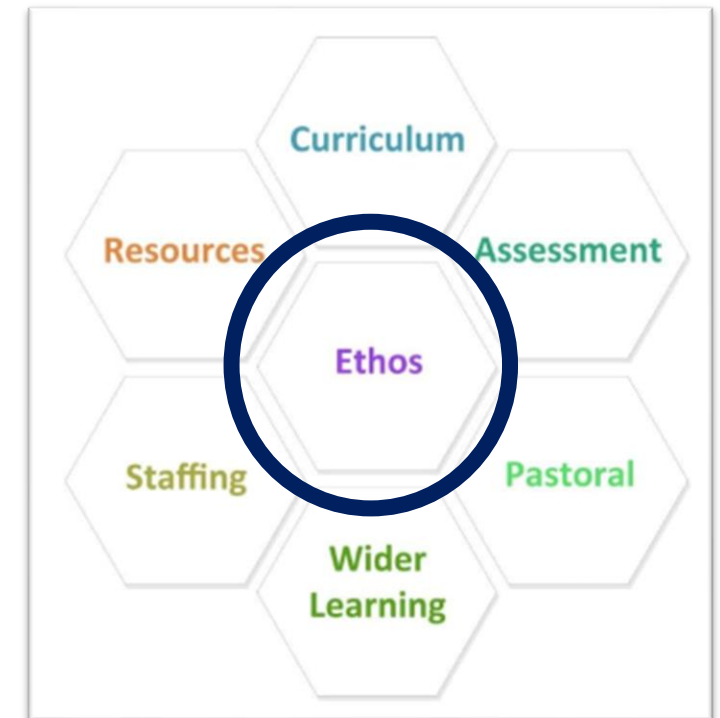 Curriculum
Resources
Assessment
Ethos
Staffing
Pastoral
Wider
Learning